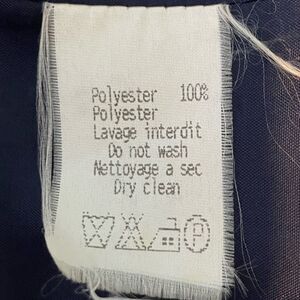 Polyester 100%
Polyester
Lavage interdit
Do not wash
Nettoyage a sec
Dry clean
P